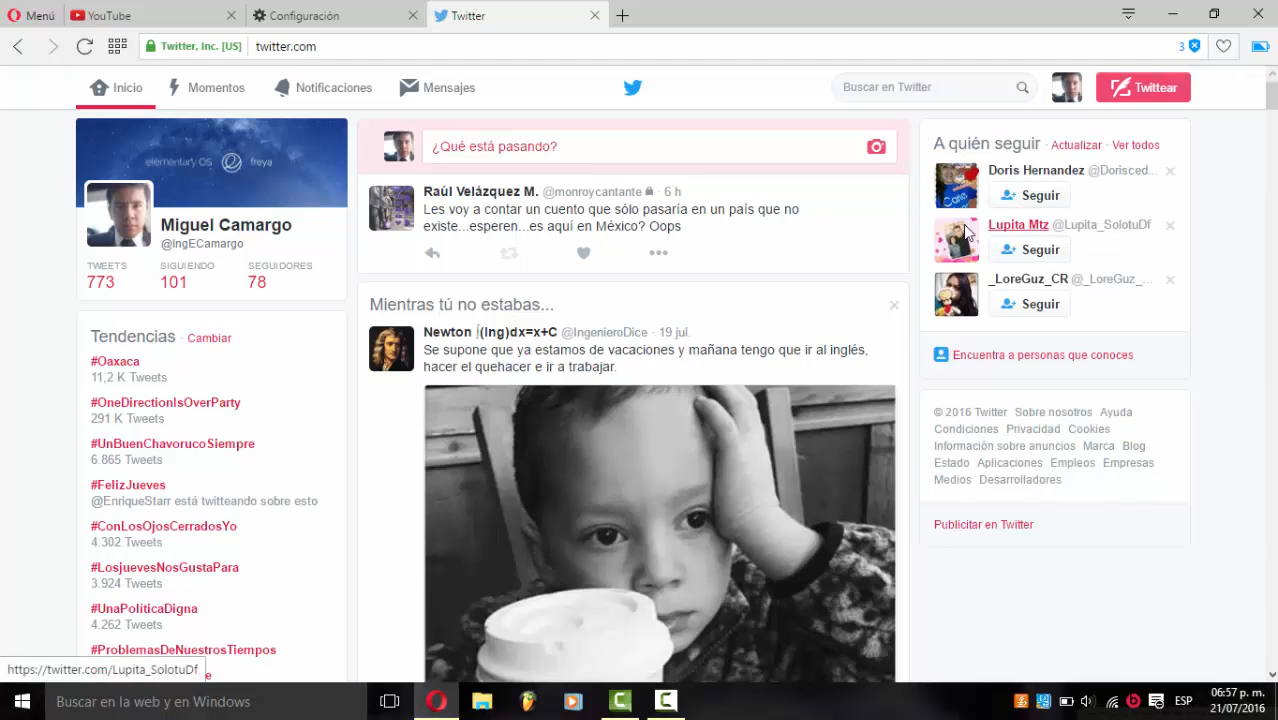 Menú
YouTube
Configuración
Twitter
Twitter, Inc. [US]
twitter.com
3
Inicio
Momentos
Notificaciones
Mensajes
Buscar en Twitter
Twittear
elementary OS freya
Miguel Camargo
@IngECamargo
TWEETS
SIGUIENDO
SEGUIDORES
773
101
78
Tendencias · Cambiar
#Oaxaca
11,2 K Tweets
#OneDirectionIsOverParty
291 K Tweets
#UnBuenChavorucoSiempre
6.865 Tweets
#FelizJueves
@EnriqueStarr está twitteando sobre esto
#ConLosOjosCerradosYo
4.302 Tweets
#LosjuevesNosGustaPara
3.924 Tweets
#UnaPolíticaDigna
4.262 Tweets
#ProblemasDeNuestrosTiempos
¿Qué está pasando?
Raúl Velázquez M. @monroycantante · 6 h
Les voy a contar un cuento que sólo pasaría en un país que no
existe...esperen...es aquí en México? Oops
Mientras tú no estabas...
Newton ∫(Ing)dx=x+C @IngenieroDice · 19 jul.
Se supone que ya estamos de vacaciones y mañana tengo que ir al inglés,
hacer el quehacer e ir a trabajar.
A quién seguir · Actualizar · Ver todos
Doris Hernandez @Dorisced...
Seguir
Lupita Mtz @Lupita_SolotuDf
Seguir
_LoreGuz_CR @_LoreGuz_...
Seguir
Encuentra a personas que conoces
© 2016 Twitter Sobre nosotros Ayuda
Condiciones Privacidad Cookies
Información sobre anuncios Marca Blog
Estado Aplicaciones Empleos Empresas
Medios Desarrolladores
Publicitar en Twitter
https://twitter.com/Lupita_SolotuDf
Buscar en la web y en Windows
ESP
06:57 p. m.
21/07/2016